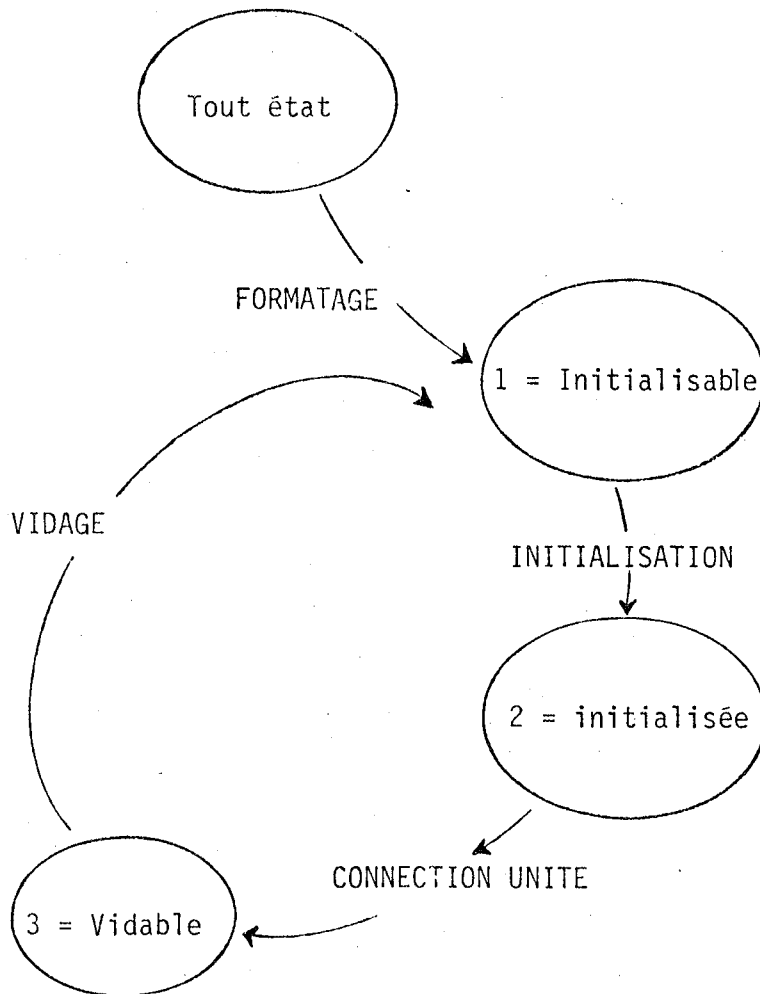 Tout état
FORMATAGE
1 = Initialisable
VIDAGE
INITIALISATION
2 = initialisée
CONNECTION UNITE
3 = Vidable